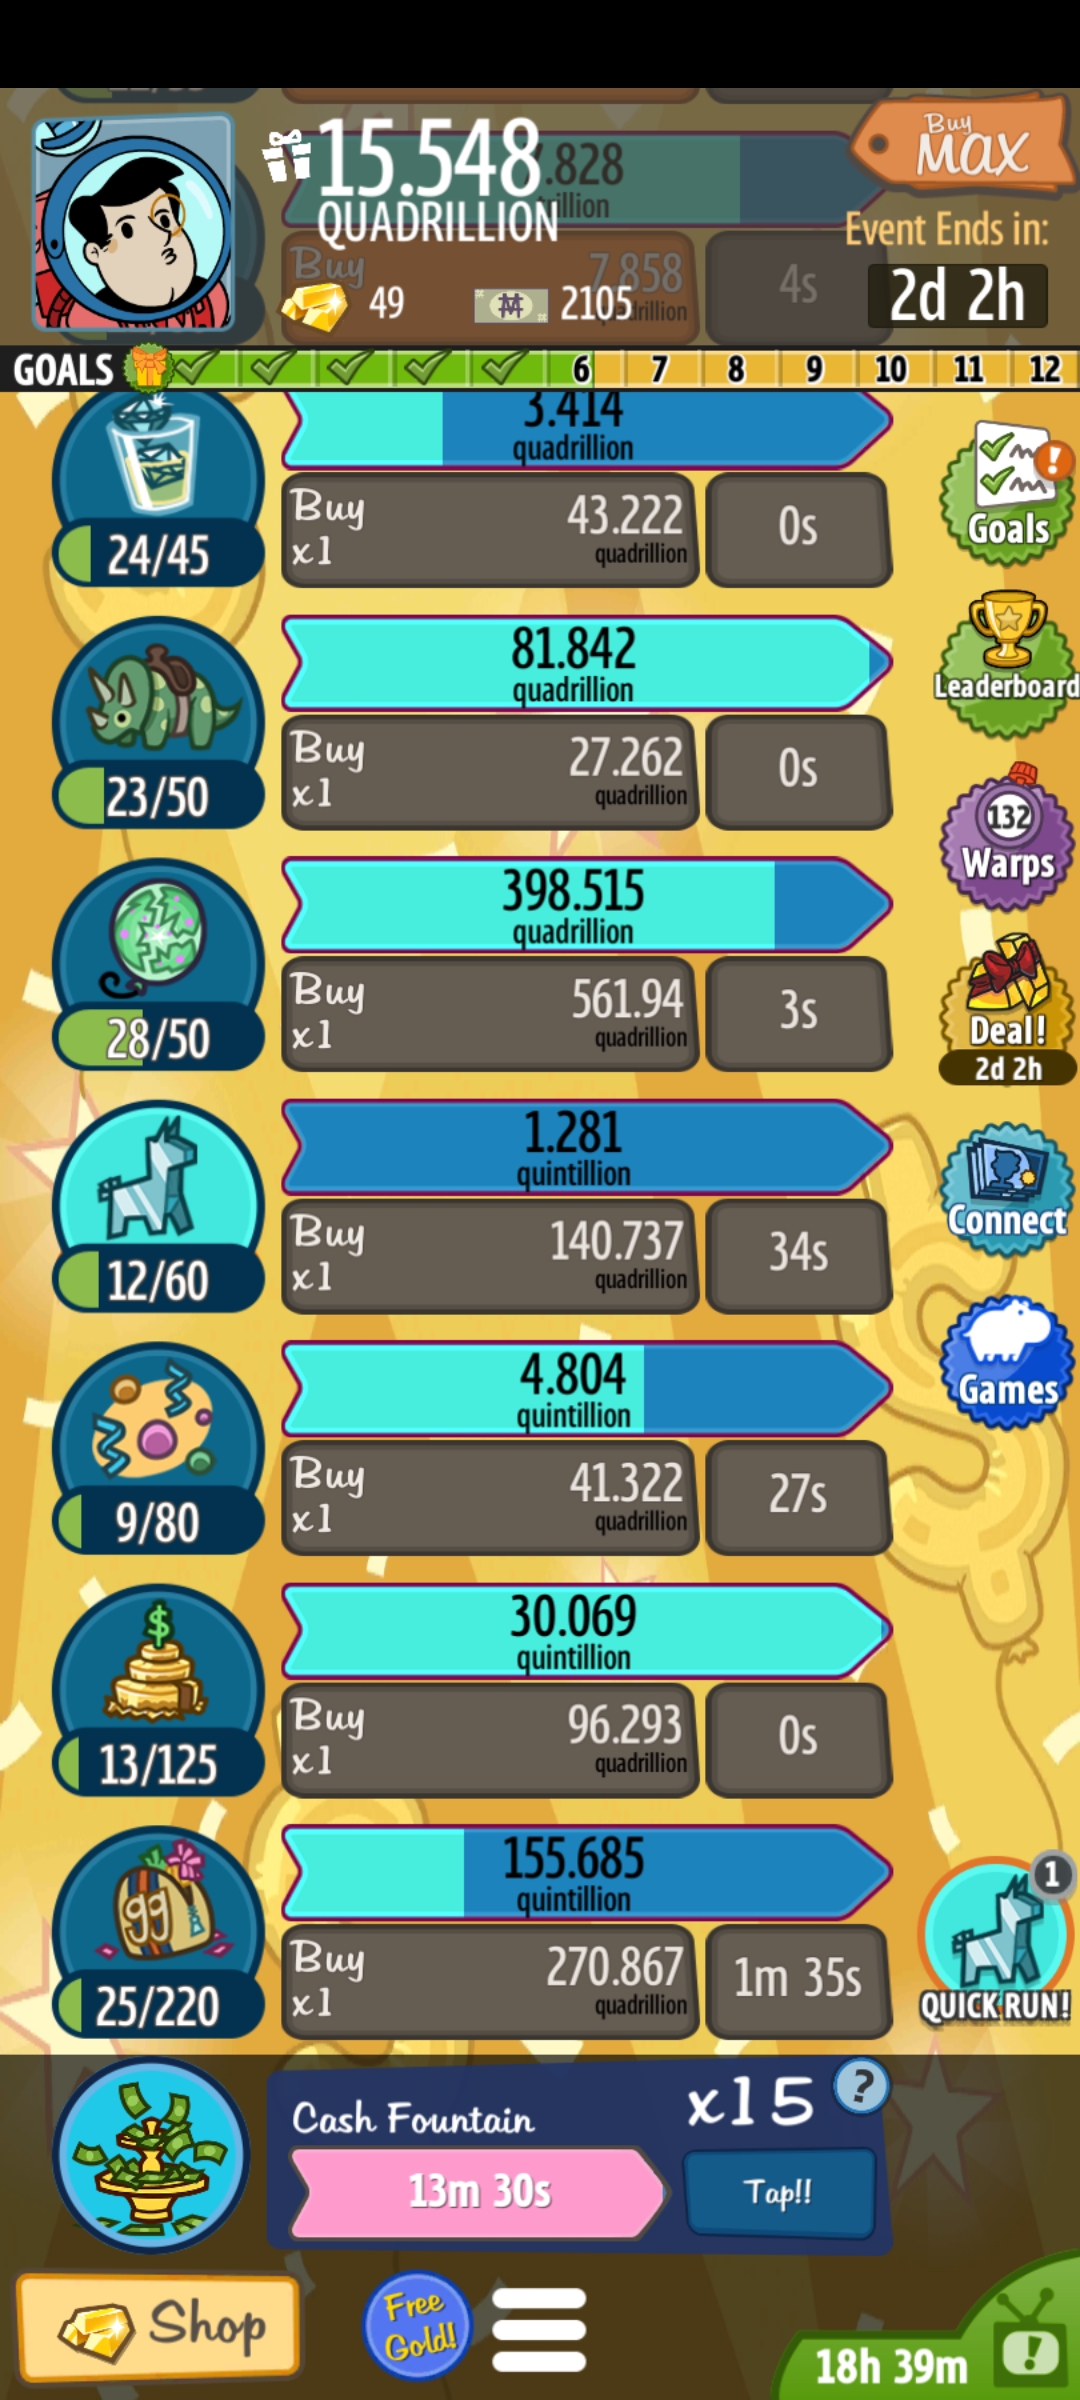 15.548
QUADRILLION
.828
trillion
Buy
MAX
Event Ends in:
2d 2h
Buy
7.858
4s
49
2105
GOALS
6
7
8
9
10
11
12
3.414
quadrillion
24/45
Buy
x1
43.222
quadrillion
0s
Goals
81.842
quadrillion
23/50
Buy
x1
27.262
quadrillion
0s
Leaderboard
398.515
quadrillion
28/50
Buy
x1
561.94
quadrillion
3s
132
Warps
Deal!
2d 2h
1.281
quintillion
12/60
Buy
x1
140.737
quadrillion
34s
Connect
4.804
quintillion
9/80
Buy
x1
41.322
quadrillion
27s
Games
30.069
quintillion
$
13/125
Buy
x1
96.293
quadrillion
0s
155.685
quintillion
99
25/220
Buy
x1
270.867
quadrillion
1m 35s
1
QUICK RUN!
Cash Fountain
x15
?
13m 30s
Tap!!
Shop
Free
Gold!
18h 39m
!